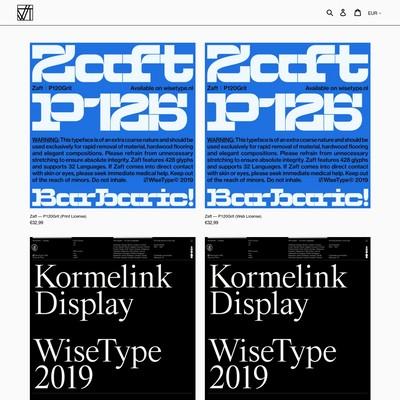 EUR
Zaft
Zaft | P120Grit Available on wisetype.nl
P-126
WARNING: This typeface is of an extra coarse nature and should be
used exclusively for rapid removal of material, hardwood flooring
and elegant compositions. Please refrain from unnecessary
stretching to ensure absolute integrity. Zaft features 428 glyphs
and supports 32 Languages. If Zaft comes into direct contact
with skin or eyes, please seek immediate medical help. Keep out
of the reach of minors. Do not inhale. ©WiseType® 2019
Barbaric!
Zaft — P120Grit (Print License)
€32,99
Zaft
Zaft | P120Grit Available on wisetype.nl
P-126
WARNING: This typeface is of an extra coarse nature and should be
used exclusively for rapid removal of material, hardwood flooring
and elegant compositions. Please refrain from unnecessary
stretching to ensure absolute integrity. Zaft features 428 glyphs
and supports 32 Languages. If Zaft comes into direct contact
with skin or eyes, please seek immediate medical help. Keep out
of the reach of minors. Do not inhale. ©WiseType® 2019
Barbaric!
Zaft — P120Grit (Web License)
€32,99
Kormelink
Display
WiseType
2019
Kormelink
Display
WiseType
2019